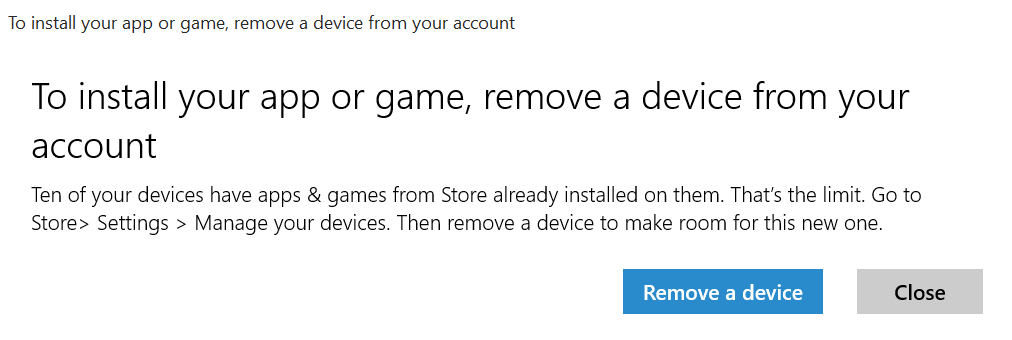 To install your app or game, remove a device from your account
To install your app or game, remove a device from your
account
Ten of your devices have apps & games from Store already installed on them. That's the limit. Go to
Store> Settings > Manage your devices. Then remove a device to make room for this new one.
Remove a device
Close